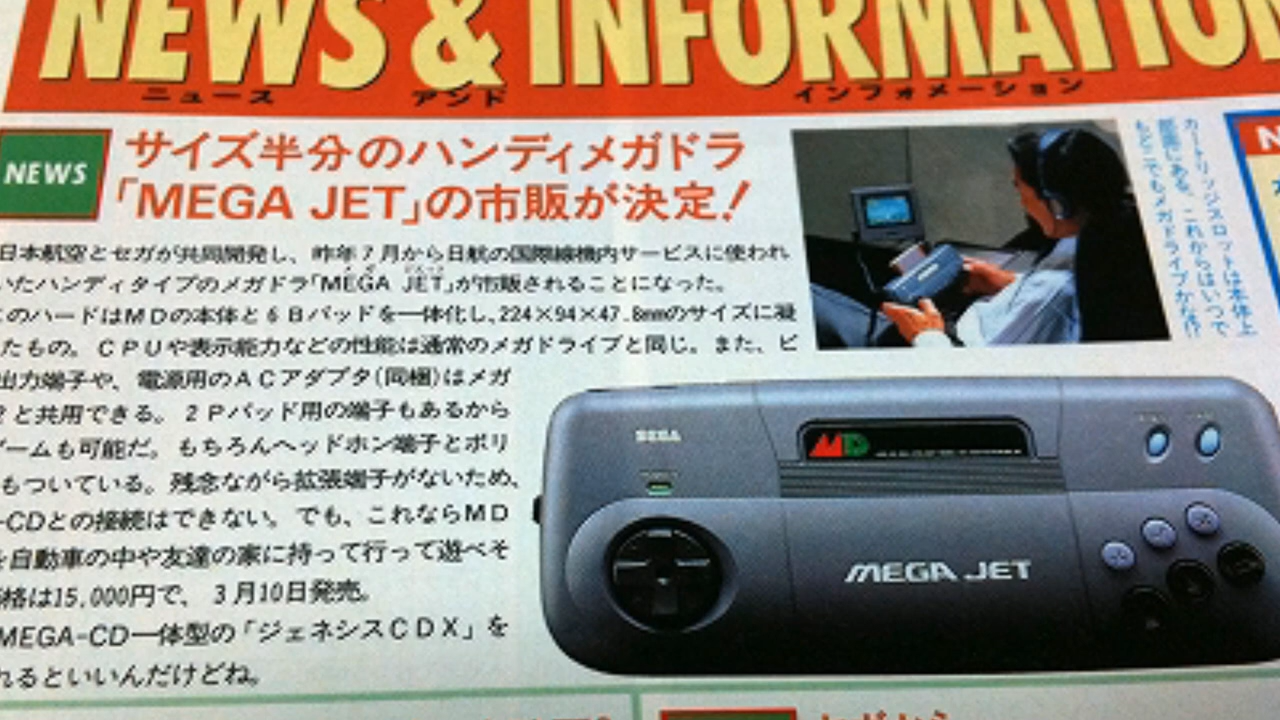 NEWS & INFORMATION
ニュース アンド インフォメーション
NEWS
サイズ半分のハンディメガドラ
「MEGA JET」の市販が決定!
日本航空とセガが共同開発し、昨年7月から日航の国際線機内サービスに使われ
いたハンディタイプのメガドラ「MEGA JET」が市販されることになった。
このハードはMDの本体と6Bパッドを一体化し、224×94×47.8mmのサイズに凝
たもの。CPUや表示能力などの性能は通常のメガドライブと同じ。また、ビ
出力端子や、電源用のACアダプタ(同梱)はメガ
2と共用できる。2Pパッド用の端子もあるから
ゲームも可能だ。もちろんヘッドホン端子とボリ
もついている。残念ながら拡張端子がないため、
-CDとの接続はできない。でも、これならMD
を自動車の中や友達の家に持って行って遊べそ
価格は15,000円で、3月10日発売。
MEGA-CD一体型の「ジェネシスCDX」を
れるといいんだけどね。
カートリッジスロットは本体上
部にある。これからはいつで
もどこでもメガドライブかな!?
SEGA
MD
MEGA JET
N